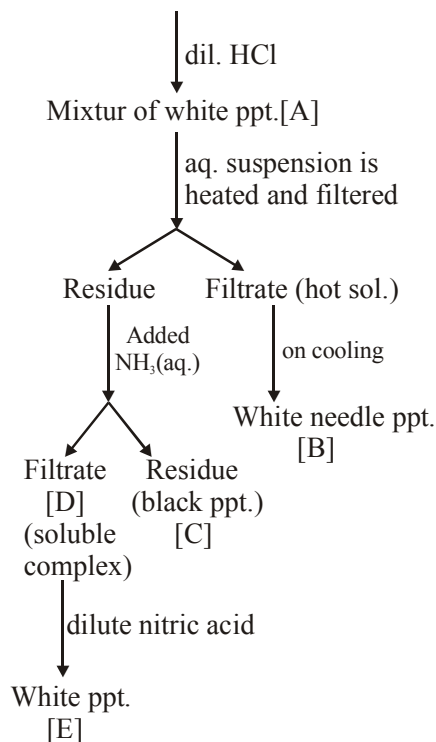 dil. HCl
Mixtur of white ppt.[A]
aq. suspension is
heated and filtered
Residue
Filtrate (hot sol.)
Added
NH₃(aq.)
on cooling
White needle ppt.
[B]
Filtrate
[D]
(soluble
complex)
Residue
(black ppt.)
[C]
dilute nitric acid
White ppt.
[E]